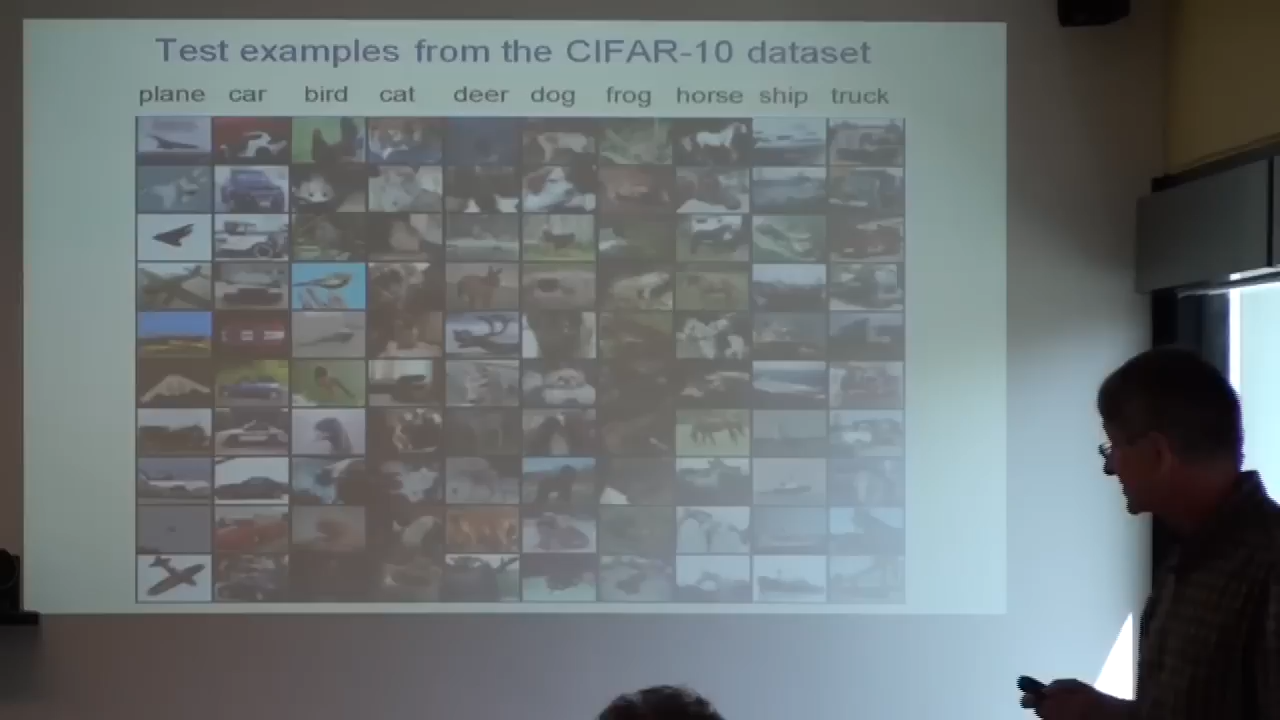 Test examples from the CIFAR-10 dataset
plane car bird cat deer dog frog horse ship truck